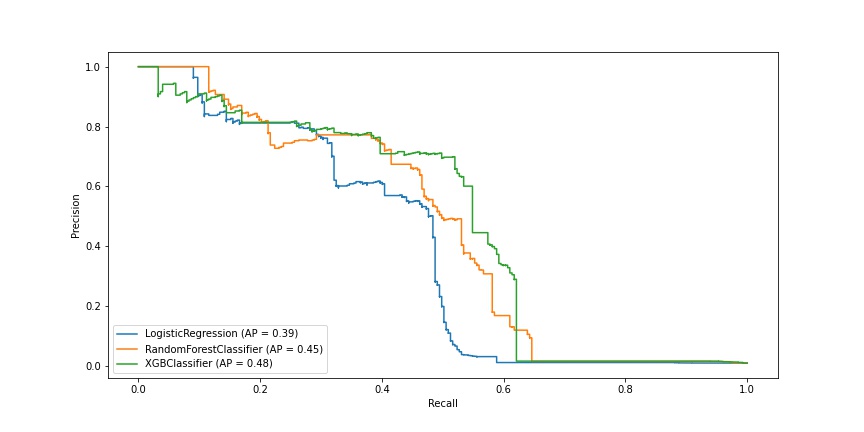 1.0
0.8
0.6
0.4
0.2
0.0
Precision
LogisticRegression (AP = 0.39)
RandomForestClassifier (AP = 0.45)
XGBClassifier (AP = 0.48)
0.0 0.2 0.4 0.6 0.8 1.0
Recall